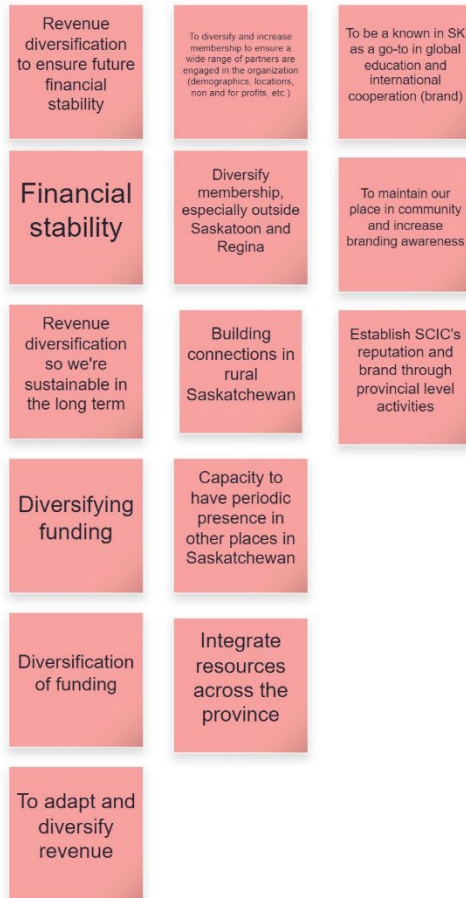 Revenue
diversification
to ensure future
financial
stability
Financial
stability
Revenue
diversification
so we're
sustainable in
the long term
Diversifying
funding
Diversification
of funding
To adapt and
diversify
revenue
To diversify and increase
membership to ensure a
wide range of partners are
engaged in the organization
(demographics, locations,
non and for profits, etc.)
Diversify
membership,
especially outside
Saskatoon and
Regina
Building
connections in
rural
Saskatchewan
Capacity to
have periodic
presence in
other places in
Saskatchewan
Integrate
resources
across the
province
To be a known in SK
as a go-to in global
education and
international
cooperation (brand)
To maintain our
place in community
and increase
branding awareness
Establish SCIC's
reputation and
brand through
provincial level
activities